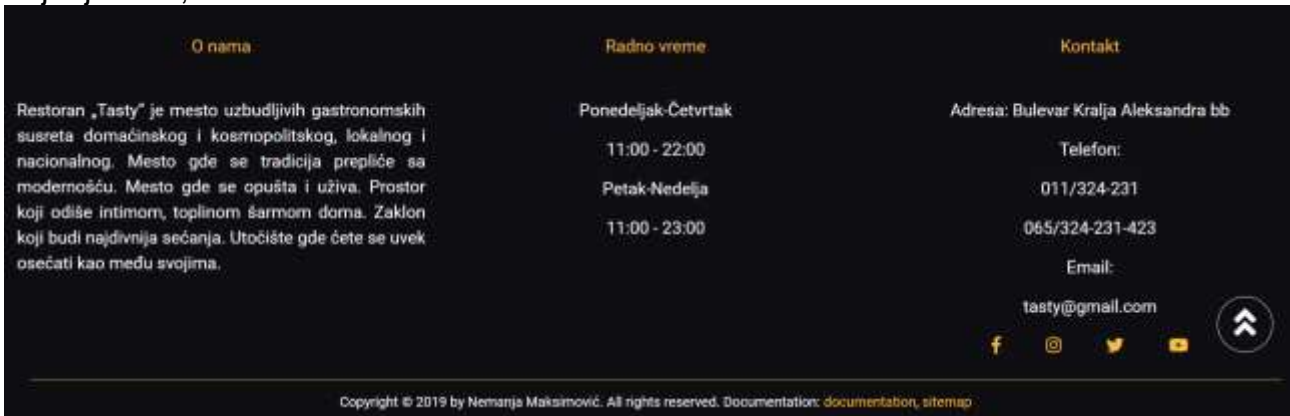 O nama
Restoran „Tasty“ je mesto uzbudljivih gastronomskih
susreta domaćinskog i kosmopolitskog, lokalnog i
nacionalnog. Mesto gde se tradicija prepliće sa
modernošću. Mesto gde se opušta i uživa. Prostor
koji odiše intimom, toplinom šarmom doma. Zaklon
koji budi najdivnija sećanja. Utočište gde ćete se uvek
osećati kao među svojima.
Radno vreme
Ponedeljak-Četvrtak
11:00 - 22:00
Petak-Nedelja
11:00 - 23:00
Kontakt
Adresa: Bulevar Kralja Aleksandra bb
Telefon:
011/324-231
065/324-231-423
Email:
tasty@gmail.com
Copyright © 2019 by Nemanja Maksimović. All rights reserved. Documentation: documentation, sitemap